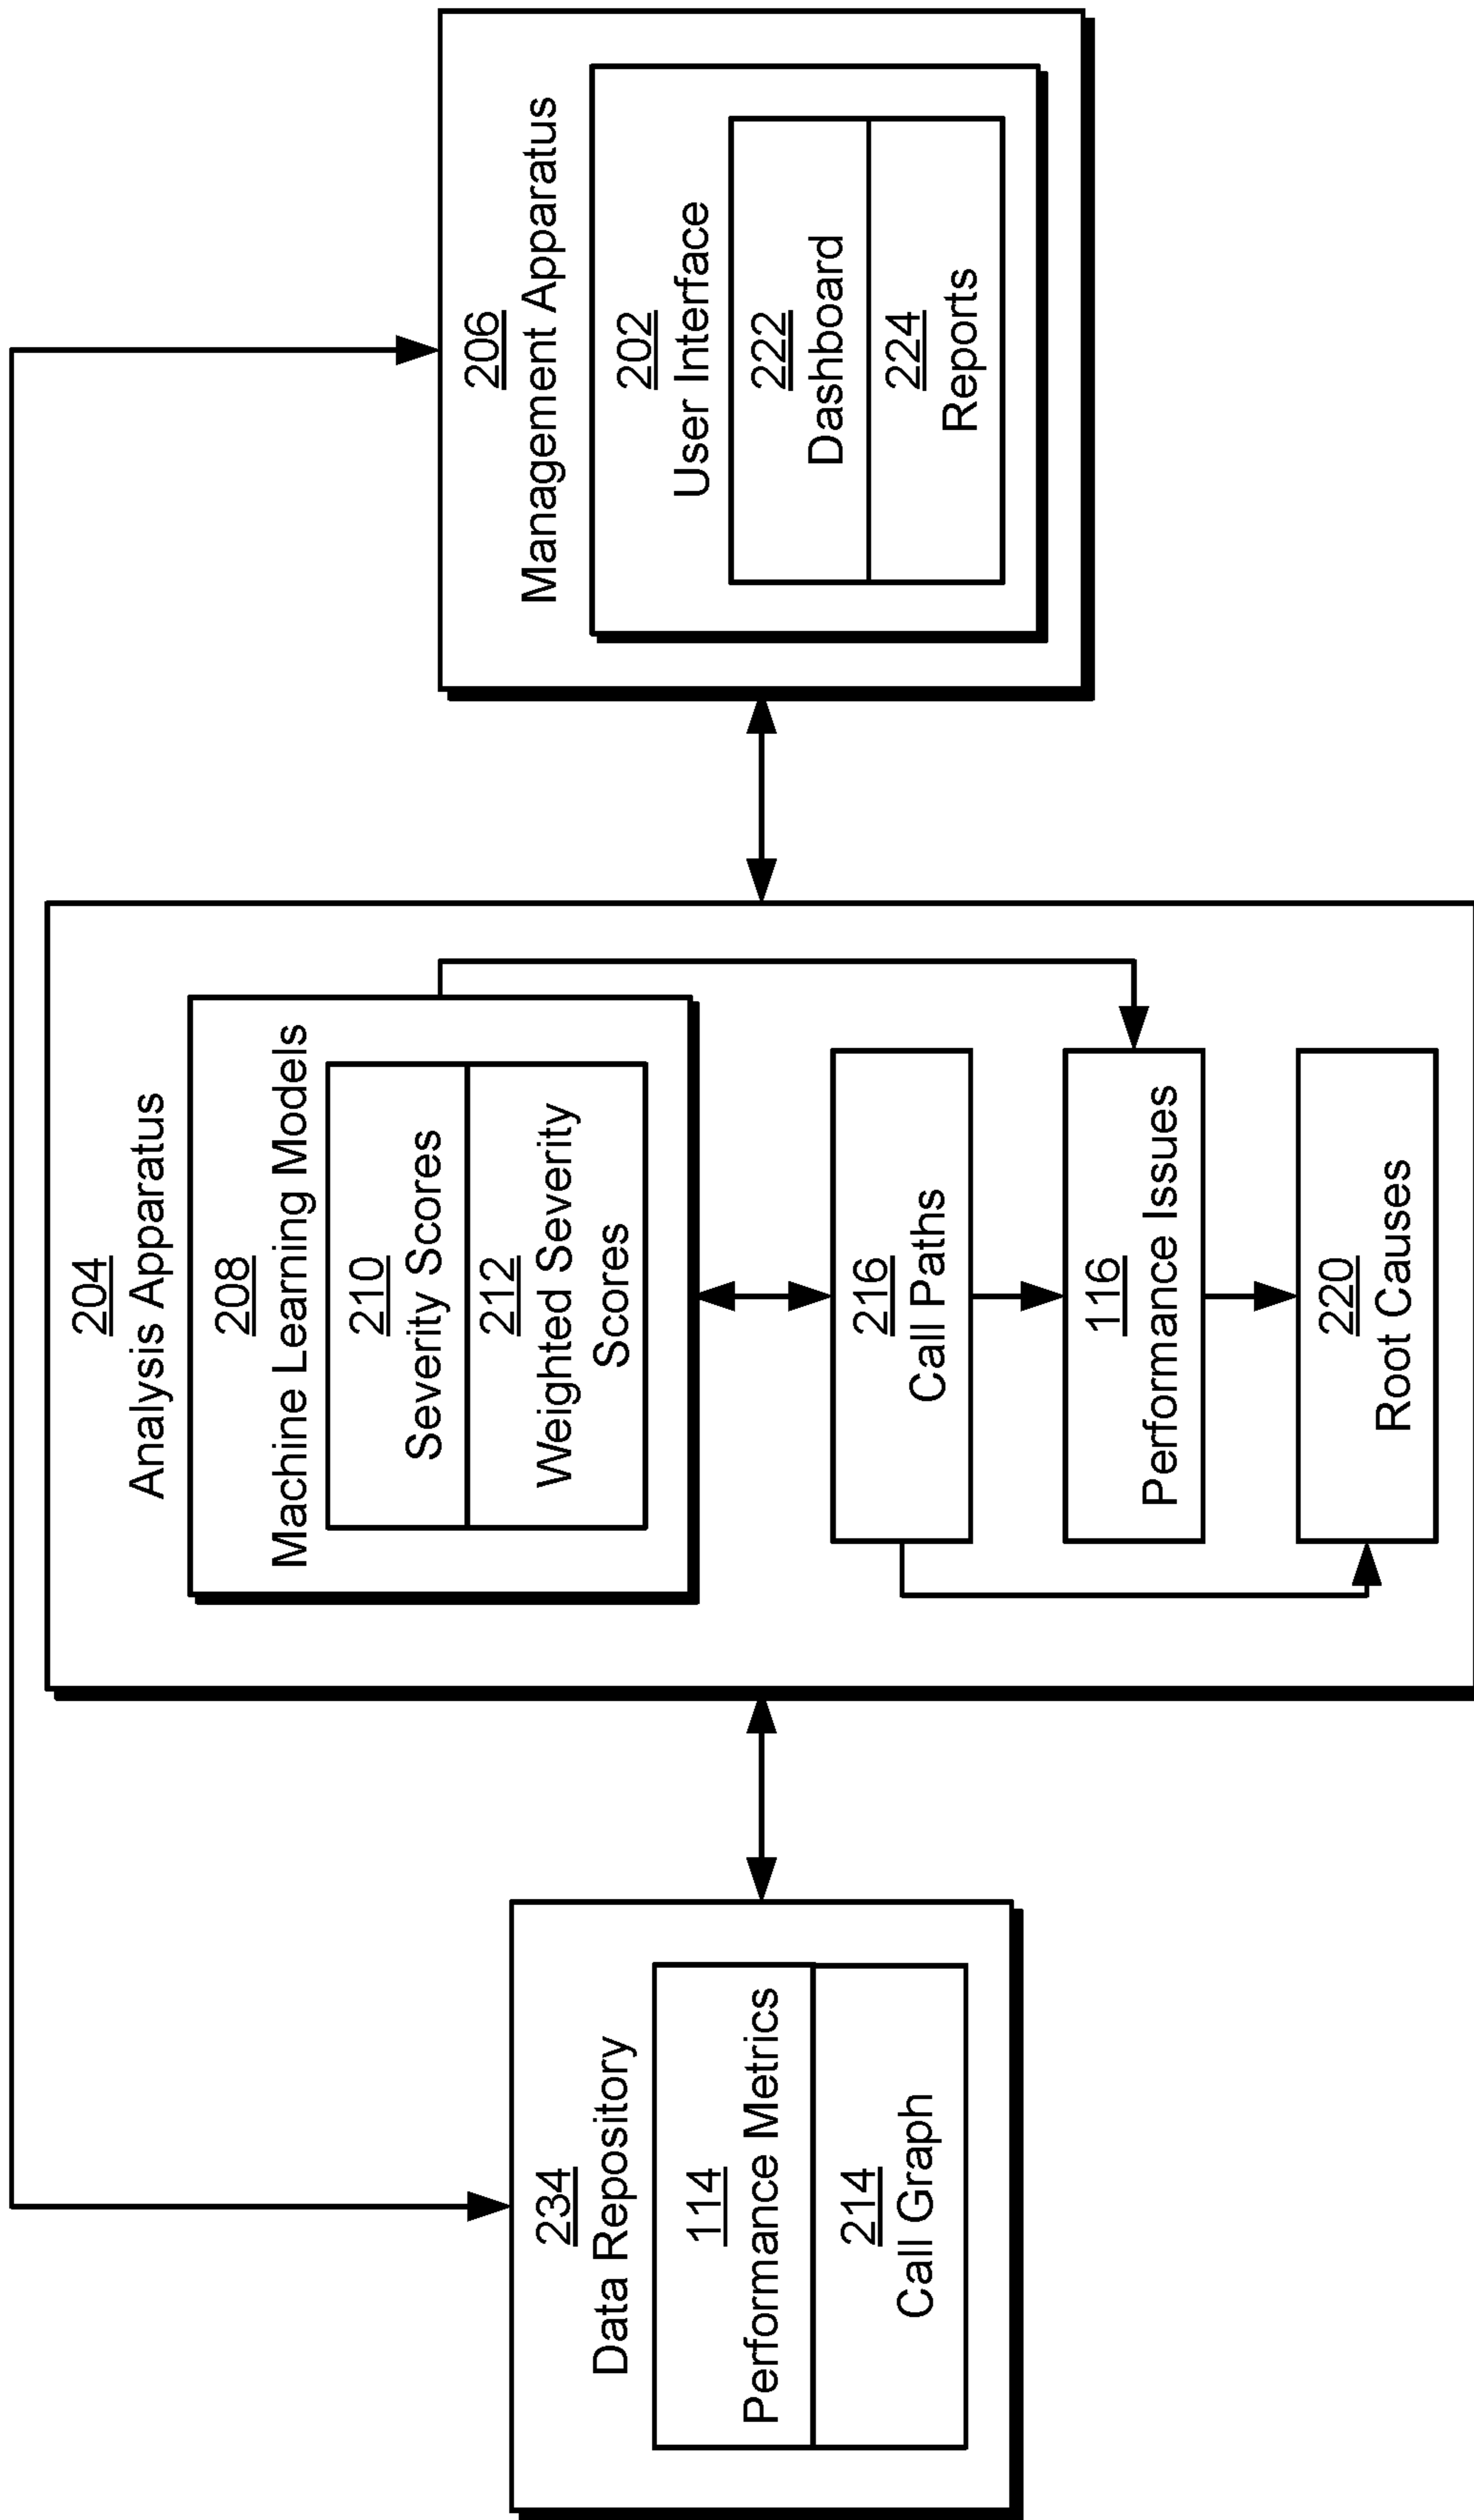 234
Data Repository
114
Performance Metrics
214
Call Graph
204
Analysis Apparatus
208
Machine Learning Models
210
Severity Scores
212
Weighted Severity
Scores
216
Call Paths
116
Performance Issues
220
Root Causes
206
Management Apparatus
202
User Interface
222
Dashboard
224
Reports